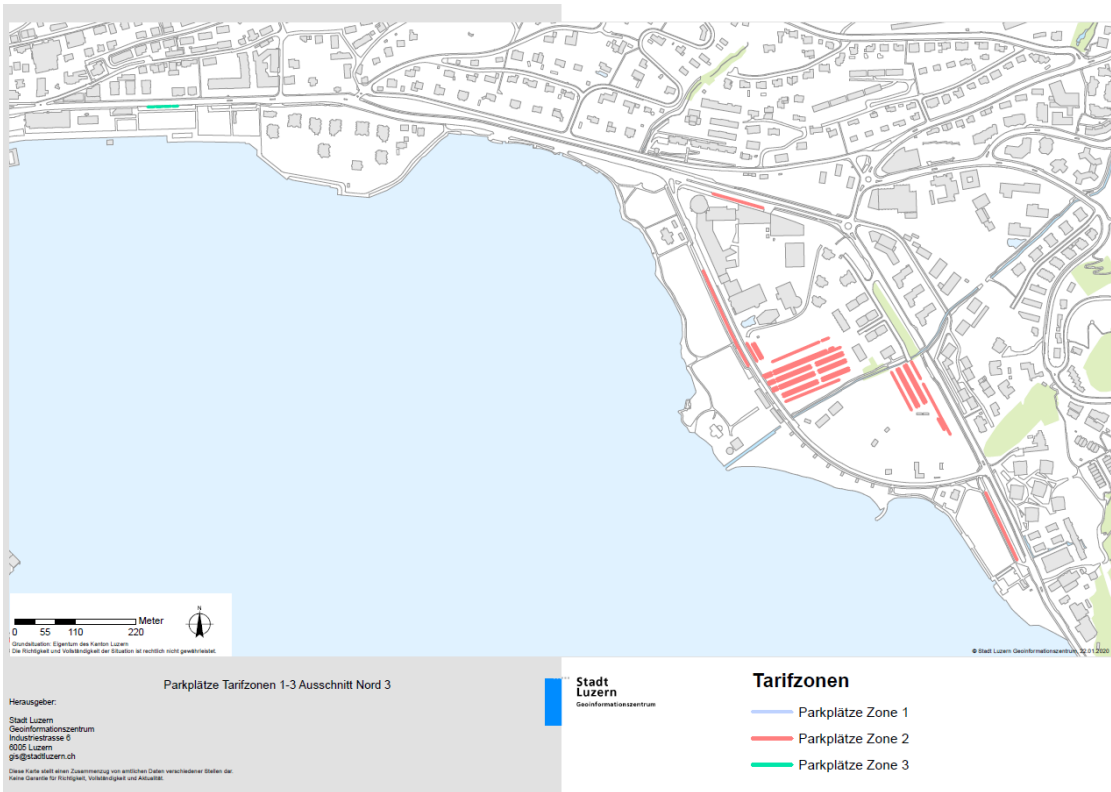 N
Meter
0 55 110 220
Grundsituation: Eigentum des Kanton Luzern
Die Richtigkeit und Vollständigkeit der Situation ist rechtlich nicht gewährleistet.
© Stadt Luzern Geoinformationszentrum, 22.01.2020
Parkplätze Tarifzonen 1-3 Ausschnitt Nord 3
Herausgeber:
Stadt Luzern
Geoinformationszentrum
Industriestrasse 6
6005 Luzern
gis@stadtluzern.ch
Diese Karte stellt einen Zusammenzug von amtlichen Daten verschiedener Stellen dar.
Keine Garantie für Richtigkeit, Vollständigkeit und Aktualität.
Stadt
Luzern
Geoinformationszentrum
Tarifzonen
Parkplätze Zone 1
Parkplätze Zone 2
Parkplätze Zone 3